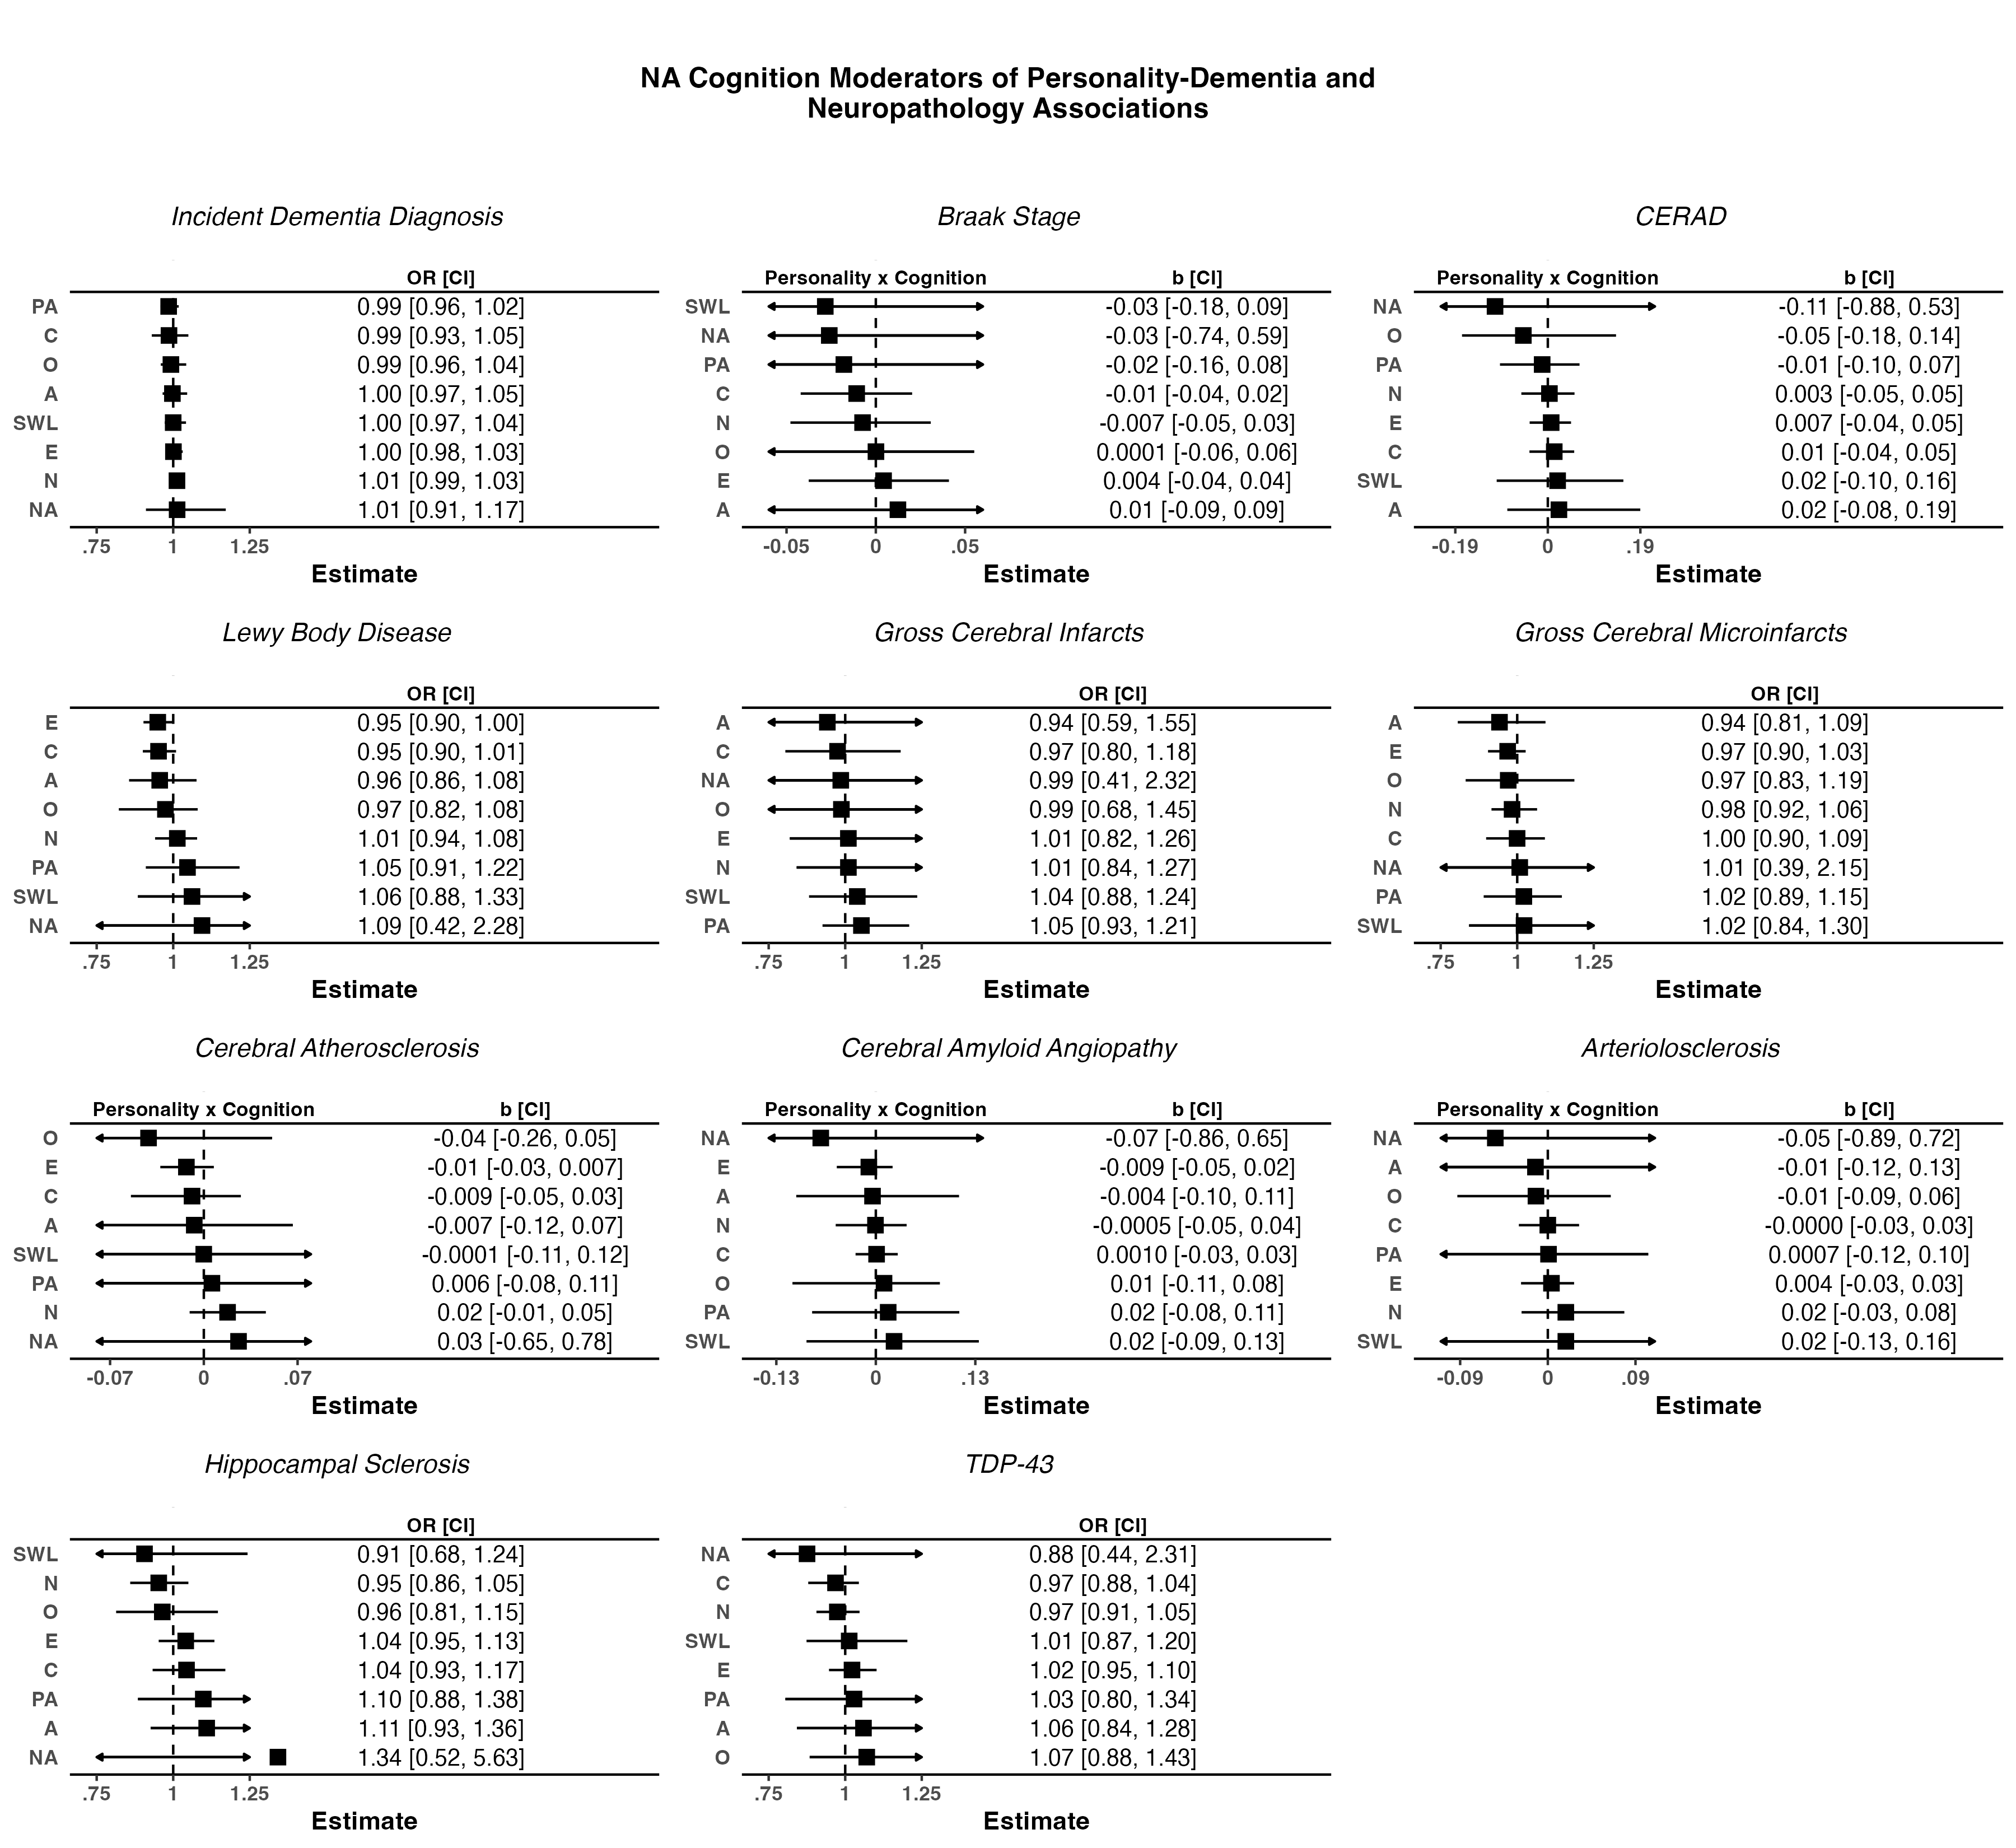 NA Cognition Moderators of Personality-Dementia and
Neuropathology Associations
Incident Dementia Diagnosis
OR [CI]
PA 0.99 [0.96, 1.02]
C 0.99 [0.93, 1.05]
O 0.99 [0.96, 1.04]
A 1.00 [0.97, 1.05]
SWL 1.00 [0.97, 1.04]
E 1.00 [0.98, 1.03]
N 1.01 [0.99, 1.03]
NA 1.01 [0.91, 1.17]
.75 1 1.25
Estimate
Braak Stage
Personality x Cognition b [CI]
SWL -0.03 [-0.18, 0.09]
NA -0.03 [-0.74, 0.59]
PA -0.02 [-0.16, 0.08]
C -0.01 [-0.04, 0.02]
N -0.007 [-0.05, 0.03]
O 0.0001 [-0.06, 0.06]
E 0.004 [-0.04, 0.04]
A 0.01 [-0.09, 0.09]
-0.05 0 .05
Estimate
CERAD
Personality x Cognition b [CI]
NA -0.11 [-0.88, 0.53]
O -0.05 [-0.18, 0.14]
PA -0.01 [-0.10, 0.07]
N 0.003 [-0.05, 0.05]
E 0.007 [-0.04, 0.05]
C 0.01 [-0.04, 0.05]
SWL 0.02 [-0.10, 0.16]
A 0.02 [-0.08, 0.19]
-0.19 0 .19
Estimate
Lewy Body Disease
OR [CI]
E 0.95 [0.90, 1.00]
C 0.95 [0.90, 1.01]
A 0.96 [0.86, 1.08]
O 0.97 [0.82, 1.08]
N 1.01 [0.94, 1.08]
PA 1.05 [0.91, 1.22]
SWL 1.06 [0.88, 1.33]
NA 1.09 [0.42, 2.28]
.75 1 1.25
Estimate
Gross Cerebral Infarcts
OR [CI]
A 0.94 [0.59, 1.55]
C 0.97 [0.80, 1.18]
NA 0.99 [0.41, 2.32]
O 0.99 [0.68, 1.45]
E 1.01 [0.82, 1.26]
N 1.01 [0.84, 1.27]
SWL 1.04 [0.88, 1.24]
PA 1.05 [0.93, 1.21]
.75 1 1.25
Estimate
Gross Cerebral Microinfarcts
OR [CI]
A 0.94 [0.81, 1.09]
E 0.97 [0.90, 1.03]
O 0.97 [0.83, 1.19]
N 0.98 [0.92, 1.06]
C 1.00 [0.90, 1.09]
NA 1.01 [0.39, 2.15]
PA 1.02 [0.89, 1.15]
SWL 1.02 [0.84, 1.30]
.75 1 1.25
Estimate
Cerebral Atherosclerosis
Personality x Cognition b [CI]
O -0.04 [-0.26, 0.05]
E -0.01 [-0.03, 0.007]
C -0.009 [-0.05, 0.03]
A -0.007 [-0.12, 0.07]
SWL -0.0001 [-0.11, 0.12]
PA 0.006 [-0.08, 0.11]
N 0.02 [-0.01, 0.05]
NA 0.03 [-0.65, 0.78]
-0.07 0 .07
Estimate
Cerebral Amyloid Angiopathy
Personality x Cognition b [CI]
NA -0.07 [-0.86, 0.65]
E -0.009 [-0.05, 0.02]
A -0.004 [-0.10, 0.11]
N -0.0005 [-0.05, 0.04]
C 0.0010 [-0.03, 0.03]
O 0.01 [-0.11, 0.08]
PA 0.02 [-0.08, 0.11]
SWL 0.02 [-0.09, 0.13]
-0.13 0 .13
Estimate
Arteriolosclerosis
Personality x Cognition b [CI]
NA -0.05 [-0.89, 0.72]
A -0.01 [-0.12, 0.13]
O -0.01 [-0.09, 0.06]
C -0.0000 [-0.03, 0.03]
PA 0.0007 [-0.12, 0.10]
E 0.004 [-0.03, 0.03]
N 0.02 [-0.03, 0.08]
SWL 0.02 [-0.13, 0.16]
-0.09 0 .09
Estimate
Hippocampal Sclerosis
OR [CI]
SWL 0.91 [0.68, 1.24]
N 0.95 [0.86, 1.05]
O 0.96 [0.81, 1.15]
E 1.04 [0.95, 1.13]
C 1.04 [0.93, 1.17]
PA 1.10 [0.88, 1.38]
A 1.11 [0.93, 1.36]
NA 1.34 [0.52, 5.63]
.75 1 1.25
Estimate
TDP-43
OR [CI]
NA 0.88 [0.44, 2.31]
C 0.97 [0.88, 1.04]
N 0.97 [0.91, 1.05]
SWL 1.01 [0.87, 1.20]
E 1.02 [0.95, 1.10]
PA 1.03 [0.80, 1.34]
A 1.06 [0.84, 1.28]
O 1.07 [0.88, 1.43]
.75 1 1.25
Estimate